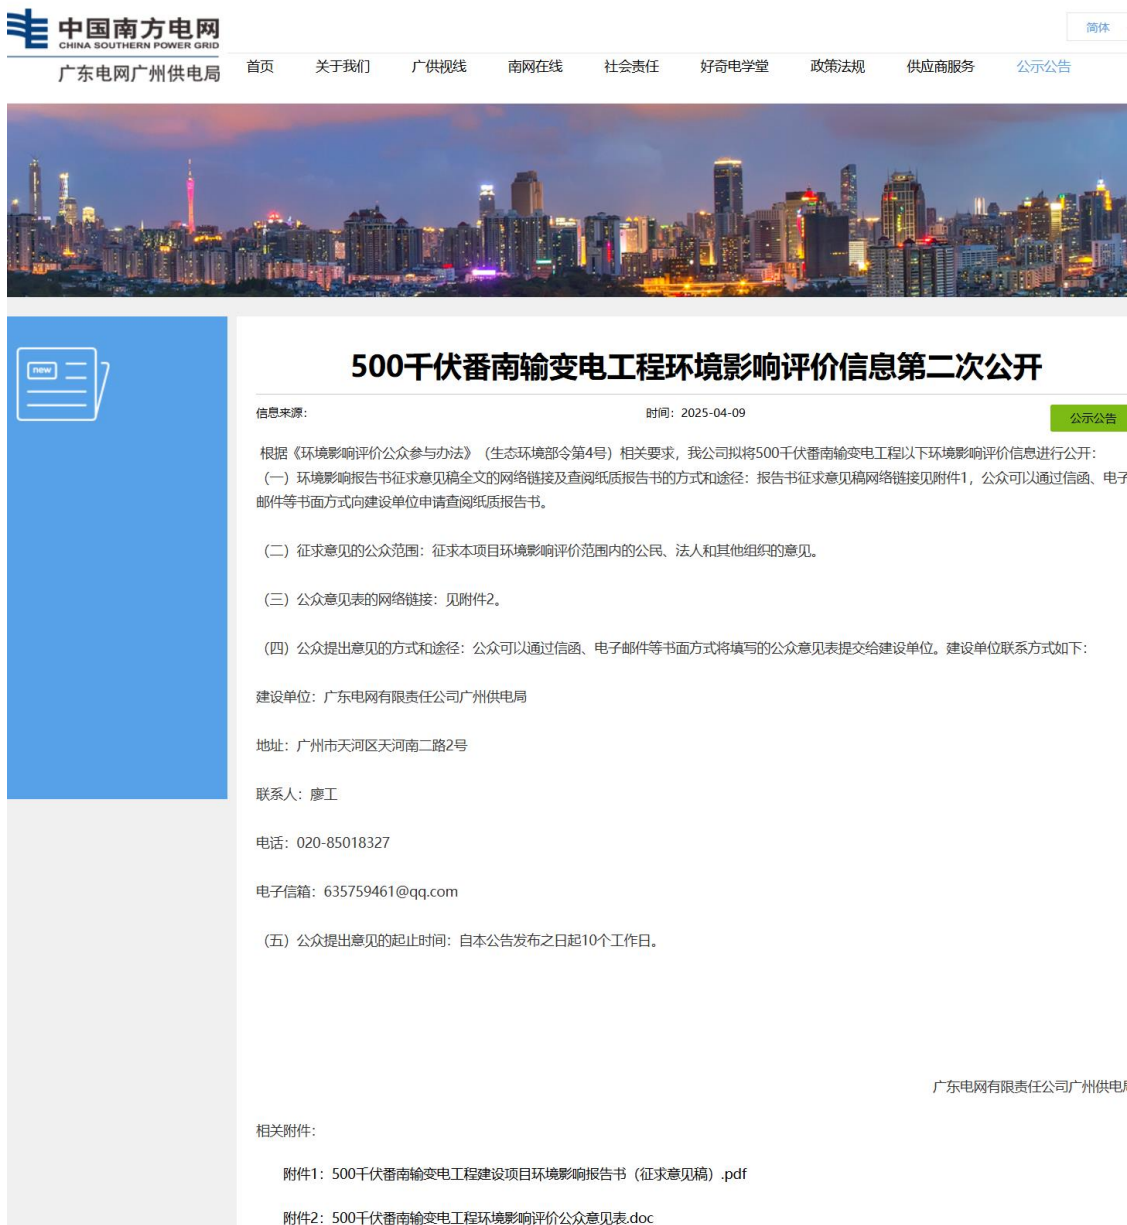 中国南方电网
CHINA SOUTHERN POWER GRID
广东电网广州供电局
简体
首页 关于我们 广供视线 南网在线 社会责任 好奇电学堂 政策法规 供应商服务 公示公告
new
500千伏番南输变电工程环境影响评价信息第二次公开
信息来源： 时间：2025-04-09 公示公告
根据《环境影响评价公众参与办法》（生态环境部令第4号）相关要求，我公司拟将500千伏番南输变电工程以下环境影响评价信息进行公开：
（一）环境影响报告书征求意见稿全文的网络链接及查阅纸质报告书的方式和途径：报告书征求意见稿网络链接见附件1，公众可以通过信函、电子
邮件等书面方式向建设单位申请查阅纸质报告书。
（二）征求意见的公众范围：征求本项目环境影响评价范围内的公民、法人和其他组织的意见。
（三）公众意见表的网络链接：见附件2。
（四）公众提出意见的方式和途径：公众可以通过信函、电子邮件等书面方式将填写的公众意见表提交给建设单位。建设单位联系方式如下：
建设单位：广东电网有限责任公司广州供电局
地址：广州市天河区天河南二路2号
联系人：廖工
电话：020-85018327
电子信箱：635759461@qq.com
（五）公众提出意见的起止时间：自本公告发布之日起10个工作日。
广东电网有限责任公司广州供电局
相关附件：
附件1：500千伏番南输变电工程建设项目环境影响报告书（征求意见稿）.pdf
附件2：500千伏番南输变电工程环境影响评价公众意见表.doc